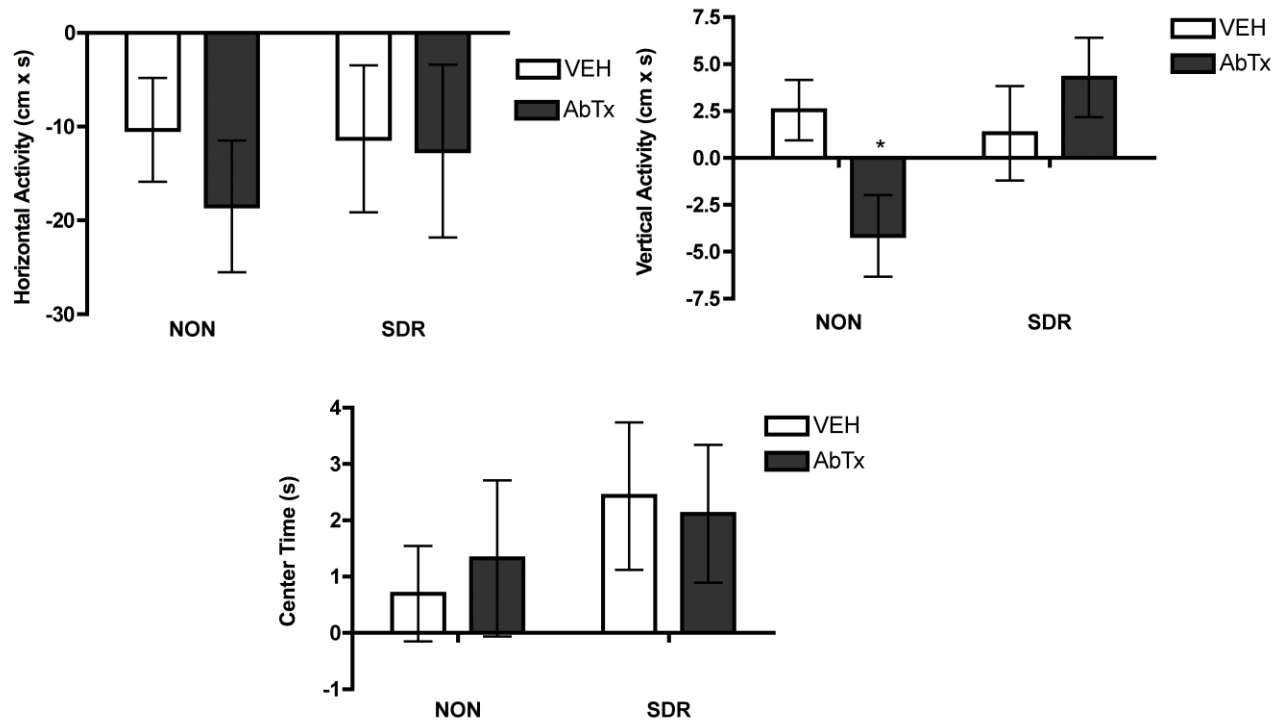 Horizontal Activity (cm x s)
0
-10
-20
-30
NON
SDR
VEH
AbTx
Vertical Activity (cm x s)
7.5
5.0
2.5
0.0
-2.5
-5.0
-7.5
*
NON
SDR
VEH
AbTx
Center Time (s)
4
3
2
1
0
-1
NON
SDR
VEH
AbTx